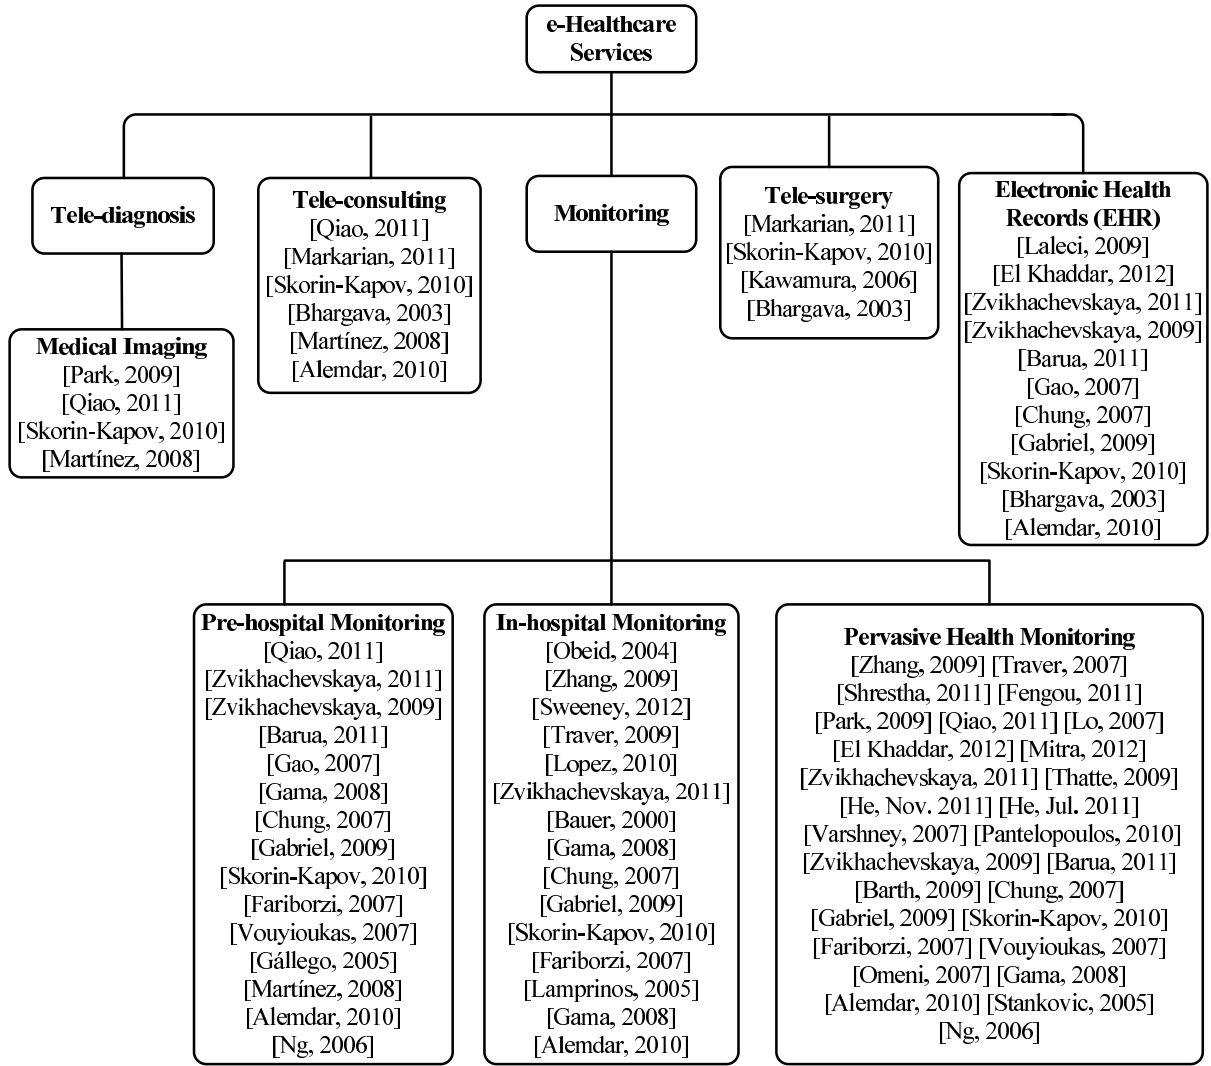 e-Healthcare
Services
Tele-diagnosis
Medical Imaging
[Park, 2009]
[Qiao, 2011]
[Skorin-Kapov, 2010]
[Martínez, 2008]
Tele-consulting
[Qiao, 2011]
[Markarian, 2011]
[Skorin-Kapov, 2010]
[Bhargava, 2003]
[Martínez, 2008]
[Alemdar, 2010]
Monitoring
Tele-surgery
[Markarian, 2011]
[Skorin-Kapov, 2010]
[Kawamura, 2006]
[Bhargava, 2003]
Electronic Health
Records (EHR)
[Laleci, 2009]
[El Khaddar, 2012]
[Zvikhachevskaya, 2011]
[Zvikhachevskaya, 2009]
[Barua, 2011]
[Gao, 2007]
[Chung, 2007]
[Gabriel, 2009]
[Skorin-Kapov, 2010]
[Bhargava, 2003]
[Alemdar, 2010]
Pre-hospital Monitoring
[Qiao, 2011]
[Zvikhachevskaya, 2011]
[Zvikhachevskaya, 2009]
[Barua, 2011]
[Gao, 2007]
[Gama, 2008]
[Chung, 2007]
[Gabriel, 2009]
[Skorin-Kapov, 2010]
[Fariborzi, 2007]
[Vouyioukas, 2007]
[Gállego, 2005]
[Martínez, 2008]
[Alemdar, 2010]
[Ng, 2006]
In-hospital Monitoring
[Obeid, 2004]
[Zhang, 2009]
[Sweeney, 2012]
[Traver, 2009]
[Lopez, 2010]
[Zvikhachevskaya, 2011]
[Bauer, 2000]
[Gama, 2008]
[Chung, 2007]
[Gabriel, 2009]
[Skorin-Kapov, 2010]
[Fariborzi, 2007]
[Lamprinos, 2005]
[Gama, 2008]
[Alemdar, 2010]
Pervasive Health Monitoring
[Zhang, 2009] [Traver, 2007]
[Shrestha, 2011] [Fengou, 2011]
[Park, 2009] [Qiao, 2011] [Lo, 2007]
[El Khaddar, 2012] [Mitra, 2012]
[Zvikhachevskaya, 2011] [Thatte, 2009]
[He, Nov. 2011] [He, Jul. 2011]
[Varshney, 2007] [Pantelopoulos, 2010]
[Zvikhachevskaya, 2009] [Barua, 2011]
[Barth, 2009] [Chung, 2007]
[Gabriel, 2009] [Skorin-Kapov, 2010]
[Fariborzi, 2007] [Vouyioukas, 2007]
[Omeni, 2007] [Gama, 2008]
[Alemdar, 2010] [Stankovic, 2005]
[Ng, 2006]